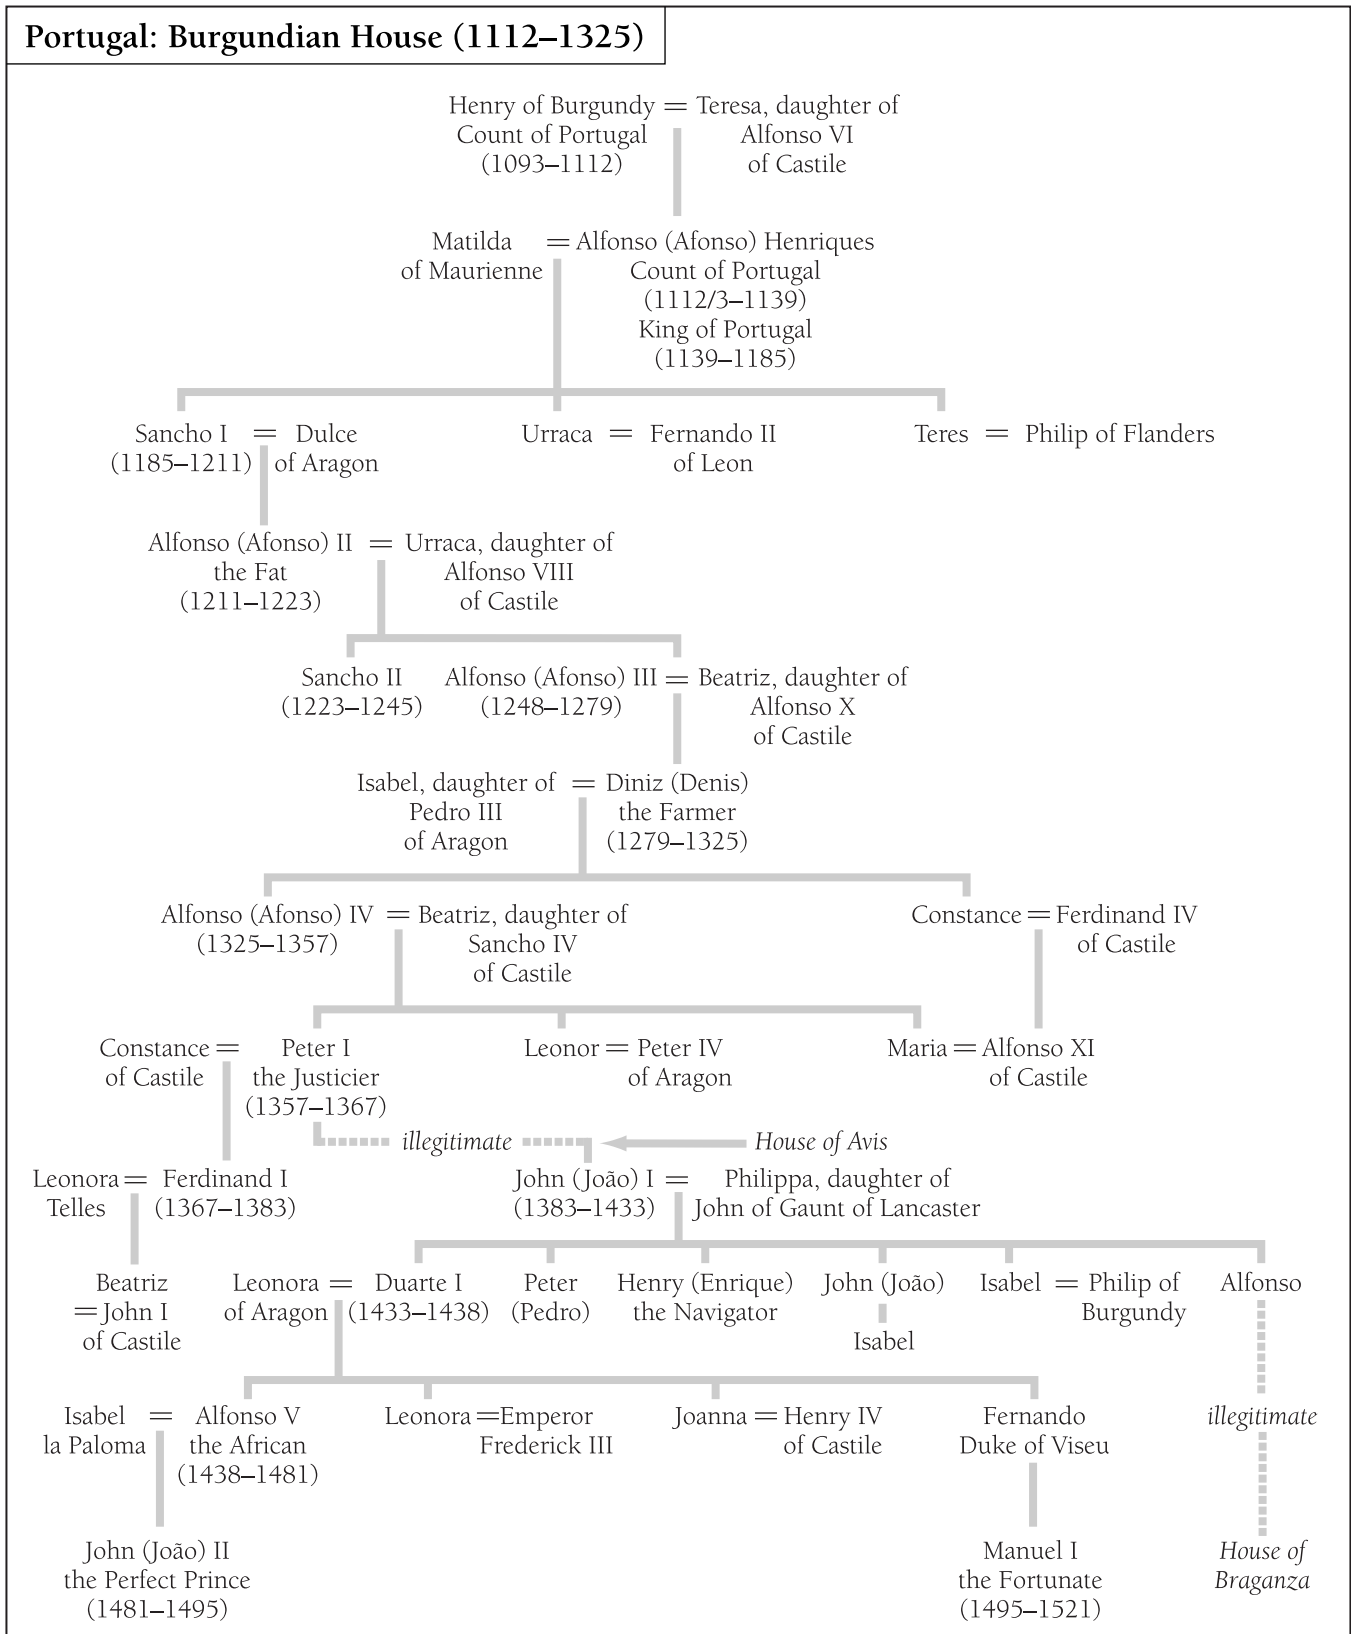 Portugal: Burgundian House (1112–1325)
Henry of Burgundy = Teresa, daughter of
Count of Portugal Alfonso VI
(1093–1112) of Castile
Matilda = Alfonso (Afonso) Henriques
of Maurienne Count of Portugal
(1112/3–1139)
King of Portugal
(1139–1185)
Sancho I = Dulce Urraca = Fernando II Teres = Philip of Flanders
(1185–1211) of Aragon of Leon
Alfonso (Afonso) II = Urraca, daughter of
the Fat Alfonso VIII
(1211–1223) of Castile
Sancho II Alfonso (Afonso) III = Beatriz, daughter of
(1223–1245) (1248–1279) Alfonso X
of Castile
Isabel, daughter of = Diniz (Denis)
Pedro III the Farmer
of Aragon (1279–1325)
Alfonso (Afonso) IV = Beatriz, daughter of Constance = Ferdinand IV
(1325–1357) Sancho IV of Castile
of Castile
Constance = Peter I Leonor = Peter IV Maria = Alfonso XI
of Castile the Justicier of Aragon of Castile
(1357–1367)
illegitimate House of Avis
Leonora = Ferdinand I John (João) I = Philippa, daughter of
Telles (1367–1383) (1383–1433) John of Gaunt of Lancaster
Beatriz Leonora = Duarte I Peter Henry (Enrique) John (João) Isabel = Philip of Alfonso
= John I of Aragon (1433–1438) (Pedro) the Navigator Burgundy
of Castile Isabel
Isabel = Alfonso V Leonora = Emperor Joanna = Henry IV Fernando illegitimate
la Paloma the African Frederick III of Castile Duke of Viseu
(1438–1481)
John (João) II Manuel I House of
the Perfect Prince the Fortunate Braganza
(1481–1495) (1495–1521)